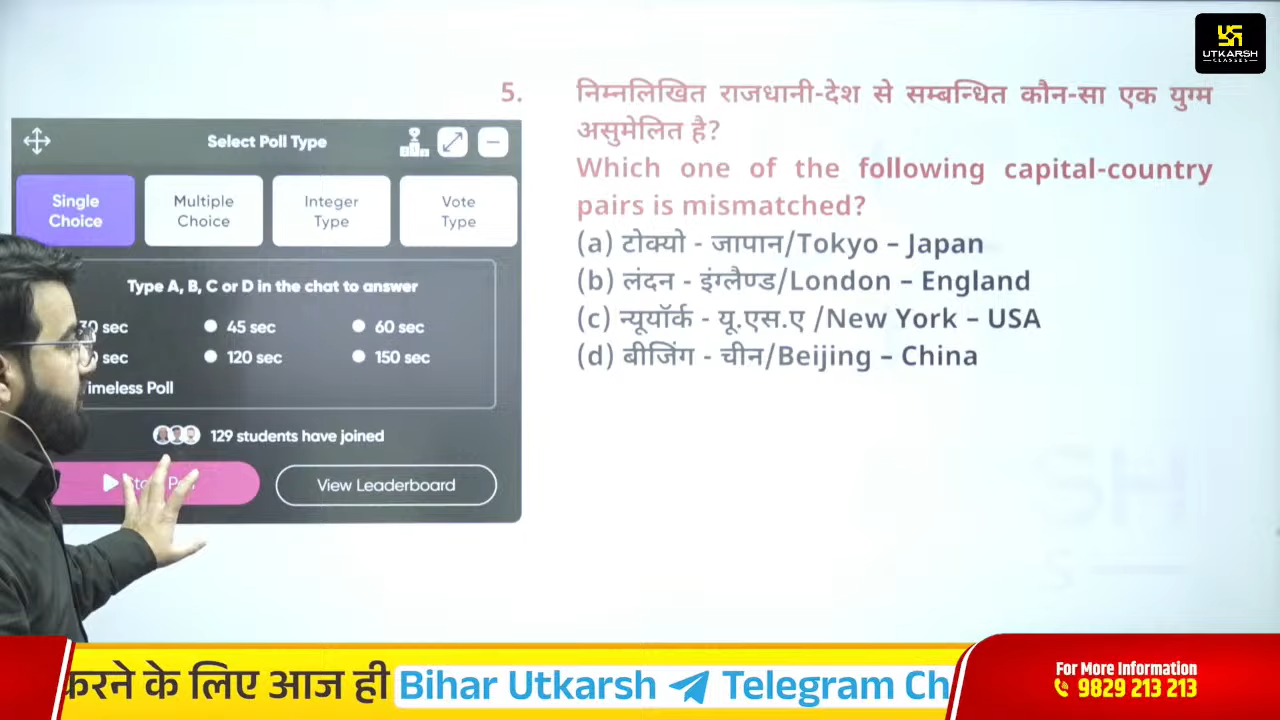 UTKARSH
CLASSES
5. निम्नलिखित राजधानी-देश से सम्बन्धित कौन-सा एक युग्म
असुमेलित है?
Which one of the following capital-country
pairs is mismatched?
(a) टोक्यो - जापान/Tokyo – Japan
(b) लंदन - इंग्लैण्ड/London – England
(c) न्यूयॉर्क - यू.एस.ए /New York – USA
(d) बीजिंग - चीन/Beijing – China
Select Poll Type
Single Choice
Multiple Choice
Integer Type
Vote Type
Type A, B, C or D in the chat to answer
sec
45 sec
60 sec
sec
120 sec
150 sec
Poll
129 students have joined
View Leaderboard
करने के लिए आज ही Bihar Utkarsh Telegram Ch
For More Information
9829 213 213